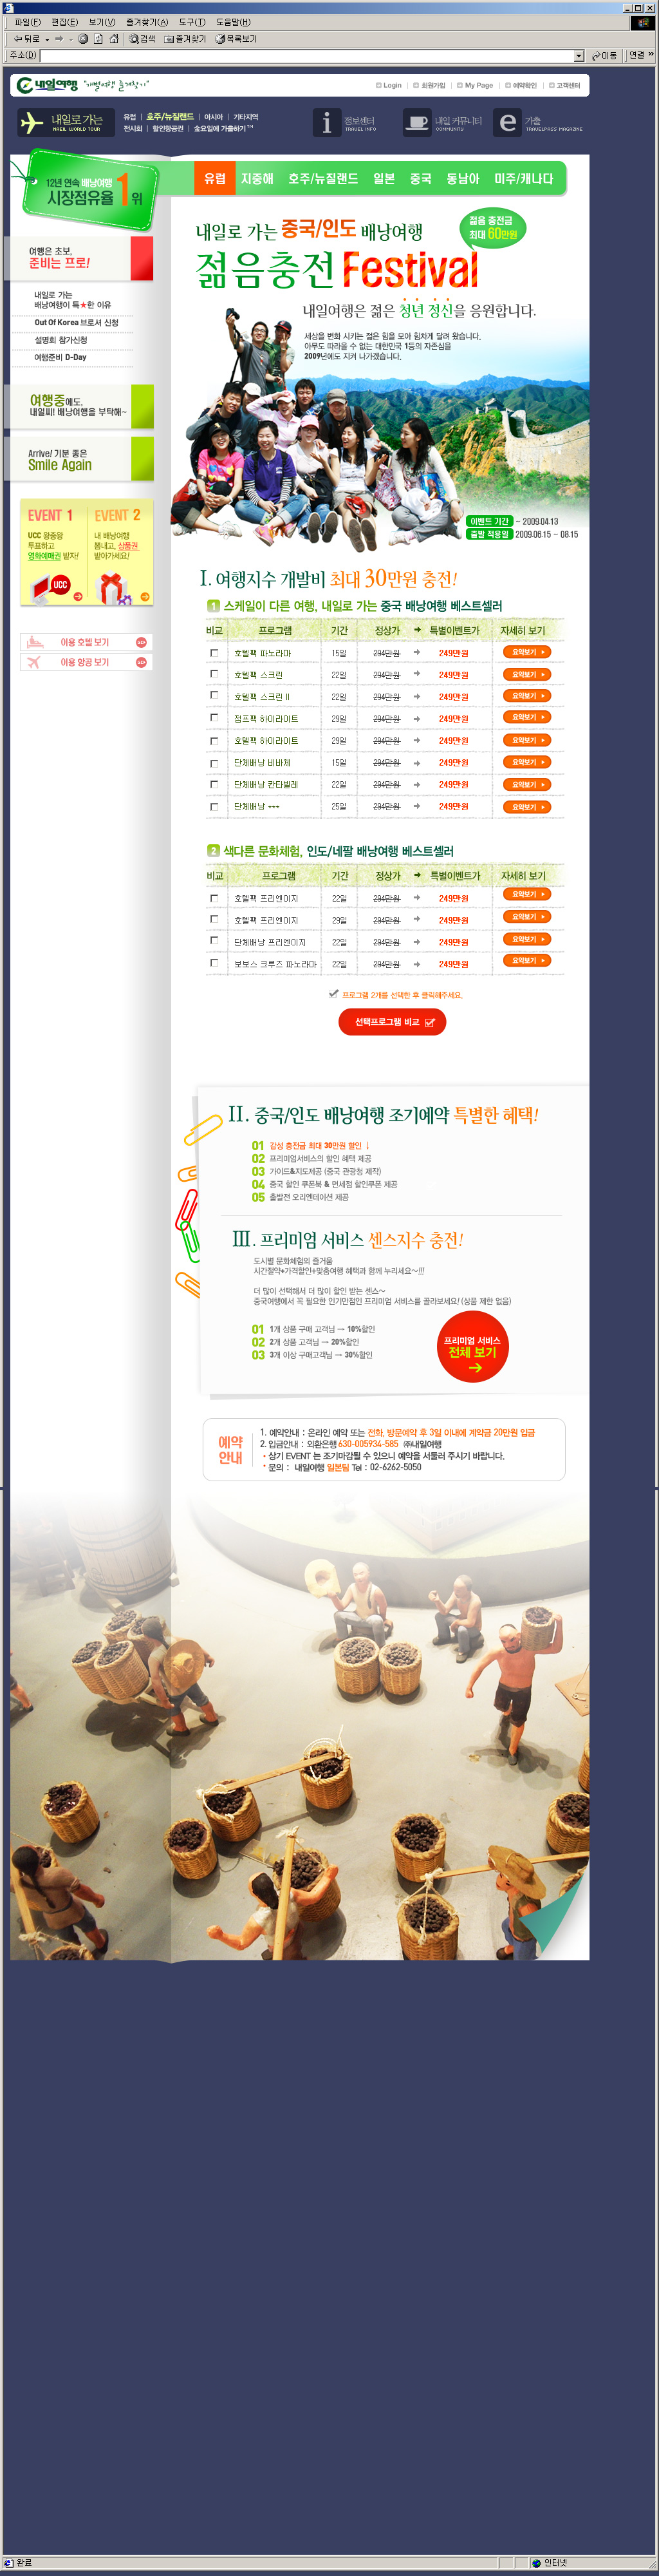 파일(F) 편집(E) 보기(V) 즐겨찾기(A) 도구(T) 도움말(H)
뒤로 검색 즐겨찾기 목록보기
주소(D) 이동 연결
내일여행 "개별여행 즐겨찾기"
Login 회원가입 My Page 예약확인 고객센터
내일로 가는
NAEIL WORLD TOUR
유럽 | 호주/뉴질랜드 | 아시아 | 기타지역
전시회 | 할인항공권 | 금요일에 가출하기 TM
정보센터
TRAVEL INFO
내일 커뮤니티
COMMUNITY
가출
TRAVELPASS MAGAZINE
12년 연속 배낭여행
시장점유율 1위
유럽 지중해 호주/뉴질랜드 일본 중국 동남아 미주/캐나다
여행은 초보,
준비는 프로!
내일로 가는
배낭여행이 특★한 이유
Out Of Korea 브로셔 신청
설명회 참가신청
여행준비 D-Day
여행중에도,
내일찌! 배낭여행을 부탁해~
Arrive! 기분 좋은
Smile Again
EVENT 1
UCC 왕중왕
투표하고
영화예매권 받자!
UCC
EVENT 2
내 배낭여행
뽐내고, 상품권
받아가세요!
이용 호텔 보기 GO
이용 항공 보기 GO
젊음 충전금
최대 60만원
내일로 가는 중국/인도 배낭여행
젊음충전 Festival
내일여행은 젊은 청년 정신을 응원합니다.
세상을 변화 시키는 젊은 힘을 모아 힘차게 달려 왔습니다.
아무도 따라올 수 없는 대한민국 1등의 자존심을
2009년에도 지켜 나가겠습니다.
이벤트 기간 ~ 2009.04.13
출발 적용일 2009.06.15 ~ 08.15
I. 여행지수 개발비 최대 30만원 충전!
1 스케일이 다른 여행, 내일로 가는 중국 배낭여행 베스트셀러
비교 프로그램 기간 정상가 → 특별이벤트가 자세히 보기
호텔팩 파노라마 15일 294만원 → 249만원 요약보기
호텔팩 스크린 22일 294만원 → 249만원 요약보기
호텔팩 스크린 II 22일 294만원 → 249만원 요약보기
점프팩 하이라이트 29일 294만원 → 249만원 요약보기
호텔팩 하이라이트 29일 294만원 → 249만원 요약보기
단체배낭 비바체 15일 294만원 → 249만원 요약보기
단체배낭 칸타빌레 22일 294만원 → 249만원 요약보기
단체배낭 +++ 25일 294만원 → 249만원 요약보기
2 색다른 문화체험, 인도/네팔 배낭여행 베스트셀러
비교 프로그램 기간 정상가 → 특별이벤트가 자세히 보기
호텔팩 프리엔이지 22일 294만원 → 249만원 요약보기
호텔팩 프리엔이지 29일 294만원 → 249만원 요약보기
단체배낭 프리엔이지 22일 294만원 → 249만원 요약보기
보보스 크루즈 파노라마 22일 294만원 → 249만원 요약보기
프로그램 2개를 선택한 후 클릭해주세요.
선택프로그램 비교
II. 중국/인도 배낭여행 조기예약 특별한 혜택!
01 감성 충전금 최대 30만원 할인 ↓
02 프리미엄서비스의 할인 혜택 제공
03 가이드&지도제공 (중국 관광청 제작)
04 중국 할인 쿠폰북 & 면세점 할인쿠폰 제공
05 출발전 오리엔테이션 제공
III. 프리미엄 서비스 센스지수 충전!
도시별 문화체험의 즐거움
시간절약+가격할인+맞춤여행 혜택과 함께 누리세요~!!!
더 많이 선택해서 더 많이 할인 받는 센스~
중국여행에서 꼭 필요한 인기만점인 프리미엄 서비스를 골라보세요! (상품 제한 없음)
01 1개 상품 구매 고객님 → 10%할인
02 2개 상품 고객님 → 20%할인
03 3개 이상 구매고객님 → 30%할인
프리미엄 서비스
전체 보기
→
예약
안내
1. 예약안내 : 온라인 예약 또는 전화, 방문예약 후 3일 이내에 계약금 20만원 입금
2. 입금안내 : 외환은행 630-005934-585 ㈜내일여행
• 상기 EVENT 는 조기마감될 수 있으니 예약을 서둘러 주시기 바랍니다.
• 문의 : 내일여행 일본팀 Tel : 02-6262-5050
완료 인터넷